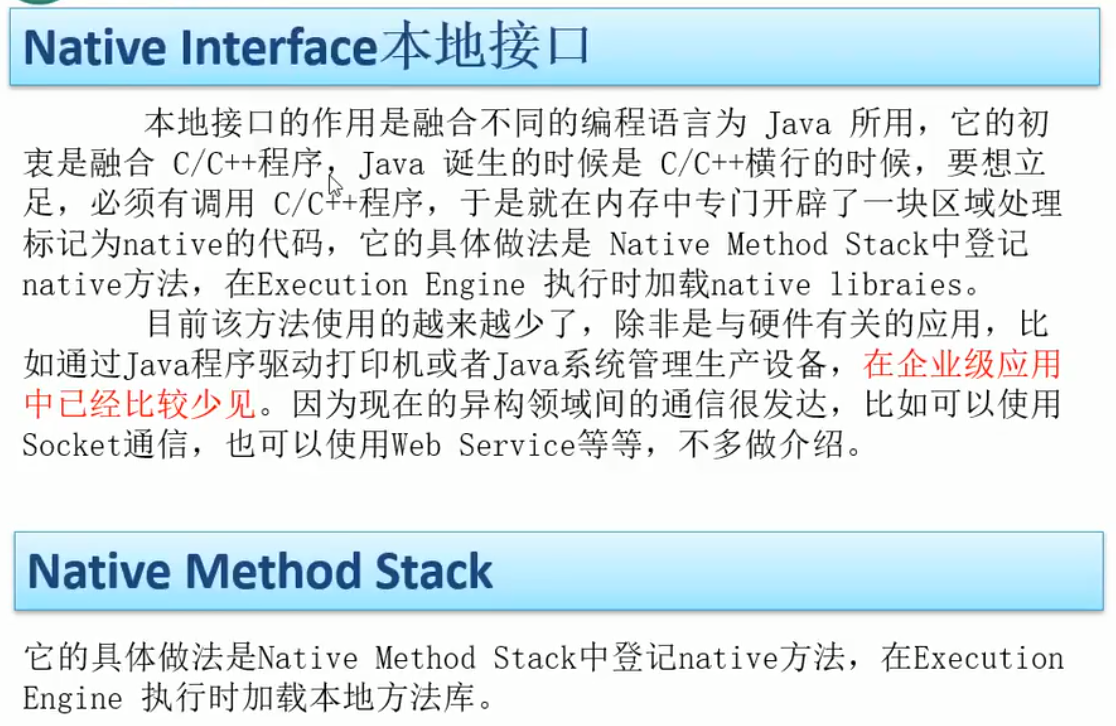 Native Interface本地接口
本地接口的作用是融合不同的编程语言为 Java 所用，它的初
衷是融合 C/C++程序，Java 诞生的时候是 C/C++横行的时候，要想立
足，必须有调用 C/C++程序，于是就在内存中专门开辟了一块区域处理
标记为native的代码，它的具体做法是 Native Method Stack中登记
native方法，在Execution Engine 执行时加载native libraies。
目前该方法使用的越来越少了，除非是与硬件有关的应用，比
如通过Java程序驱动打印机或者Java系统管理生产设备，在企业级应用
中已经比较少见。因为现在的异构领域间的通信很发达，比如可以使用
Socket通信，也可以使用Web Service等等，不多做介绍。
Native Method Stack
它的具体做法是Native Method Stack中登记native方法，在Execution
Engine 执行时加载本地方法库。